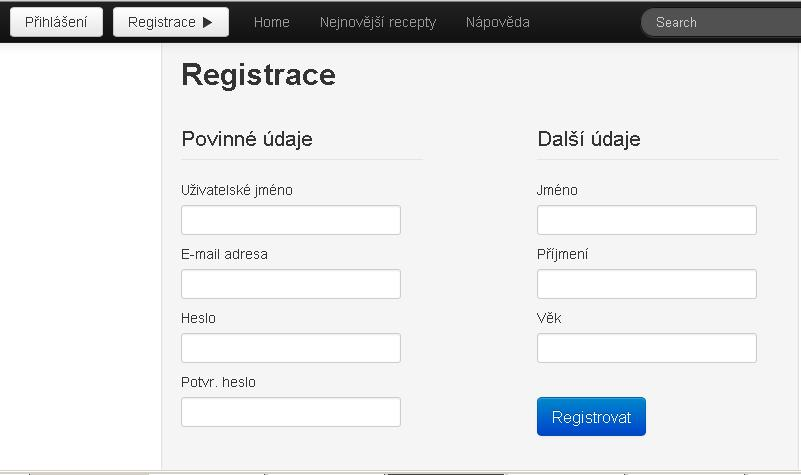 Přihlášení Registrace ▶ Home Nejnovější recepty Nápověda Search
Registrace
Povinné údaje
Uživatelské jméno
E-mail adresa
Heslo
Potvr. heslo
Další údaje
Jméno
Příjmení
Věk
Registrovat